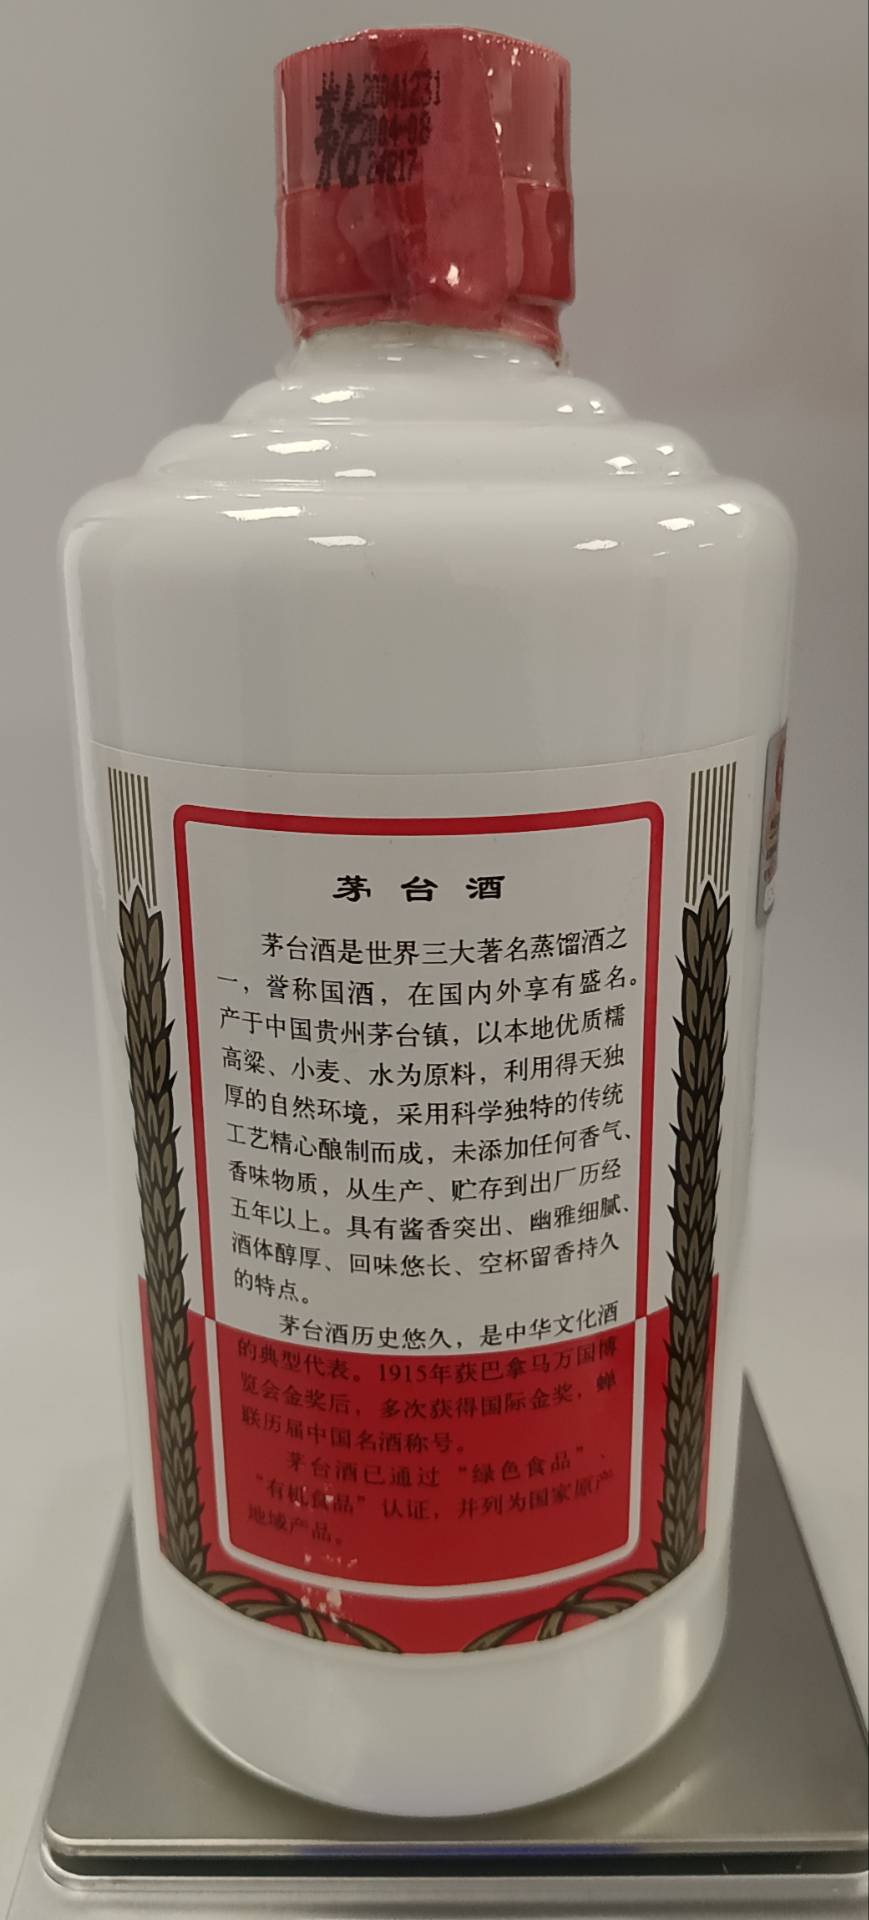 茅台
20041231
2004-08
24217
茅台酒
茅台酒是世界三大著名蒸馏酒之
一，誉称国酒，在国内外享有盛名。
产于中国贵州茅台镇，以本地优质糯
高粱、小麦、水为原料，利用得天独
厚的自然环境，采用科学独特的传统
工艺精心酿制而成，未添加任何香气、
香味物质，从生产、贮存到出厂历经
五年以上。具有酱香突出、幽雅细腻、
酒体醇厚、回味悠长、空杯留香持久
的特点。
茅台酒历史悠久，是中华文化酒
的典型代表。1915年获巴拿马万国博
览会金奖后，多次获得国际金奖，蝉
联历届中国名酒称号。
茅台酒已通过“绿色食品”、
“有机食品”认证，并列为国家原产
地域产品。